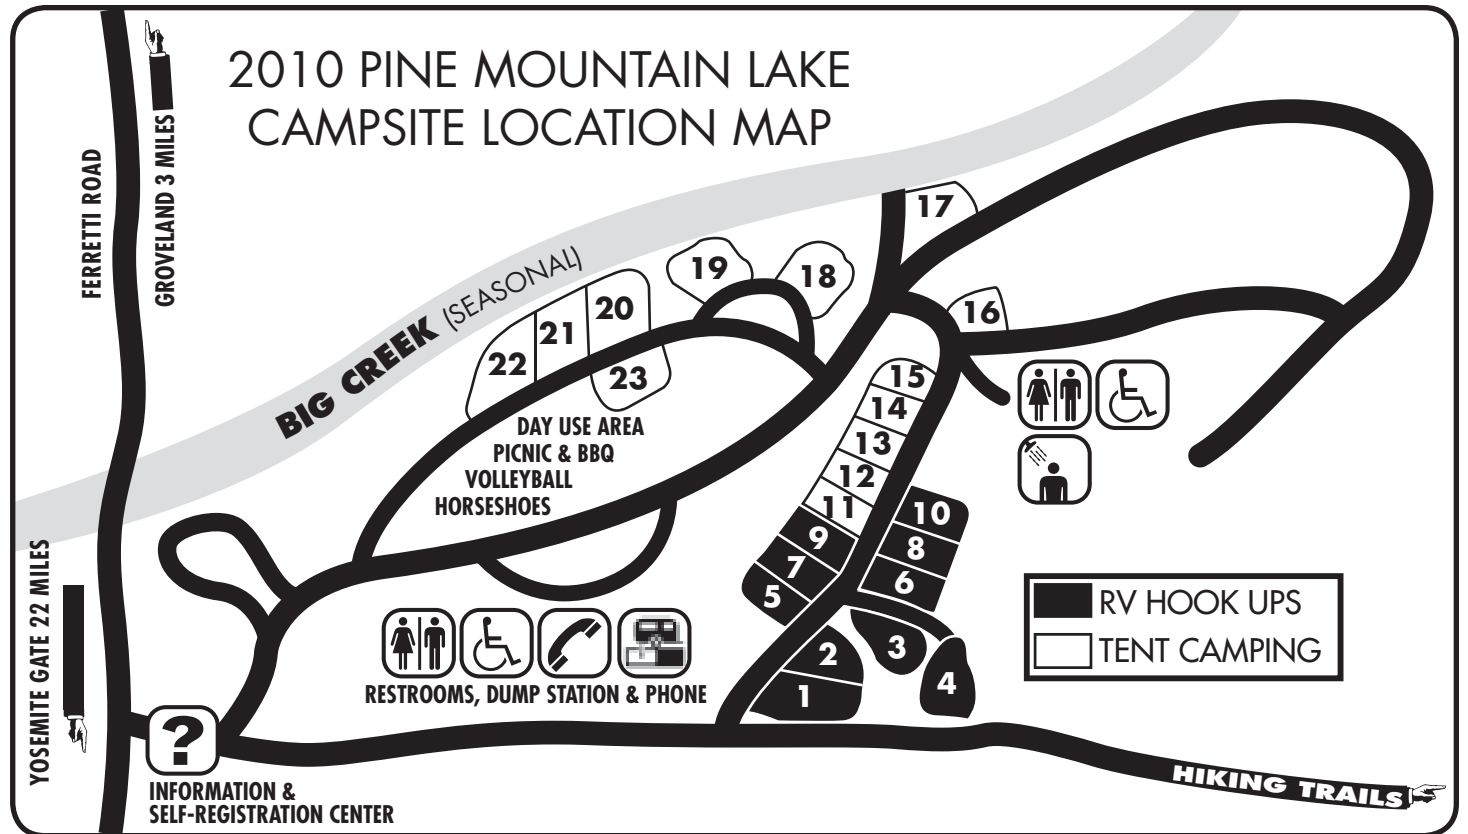 2010 PINE MOUNTAIN LAKE
CAMPSITE LOCATION MAP
FERRETTI ROAD
GROVELAND 3 MILES
BIG CREEK (SEASONAL)
17
19
18
20
21
22
23
16
DAY USE AREA
PICNIC & BBQ
VOLLEYBALL
HORSESHOES
15
14
13
12
11
10
9
8
7
6
5
3
2
4
1
RV HOOK UPS
TENT CAMPING
YOSEMITE GATE 22 MILES
RESTROOMS, DUMP STATION & PHONE
?
INFORMATION &
SELF-REGISTRATION CENTER
HIKING TRAILS